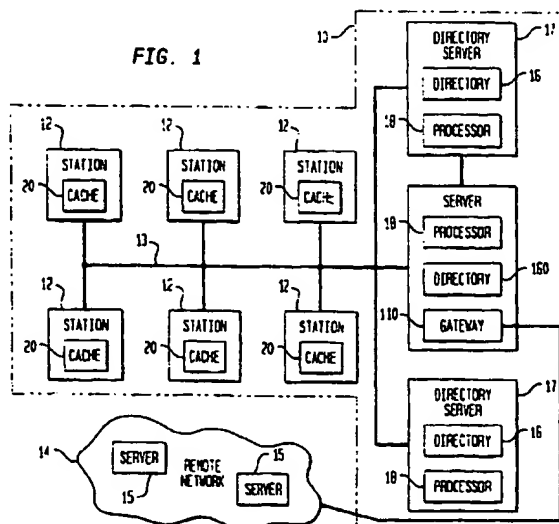 FIG. 1
10
17
DIRECTORY
SERVER
DIRECTORY
16
18
PROCESSOR
12
12
12
STATION
STATION
STATION
20
CACHE
20
CACHE
20
CACHE
SERVER
18
PROCESSOR
13
DIRECTORY
160
12
12
12
STATION
STATION
STATION
110
GATEWAY
20
CACHE
20
CACHE
20
CACHE
17
DIRECTORY
SERVER
DIRECTORY
16
14
SERVER
REMOTE
NETWORK
15
15
SERVER
18
PROCESSOR